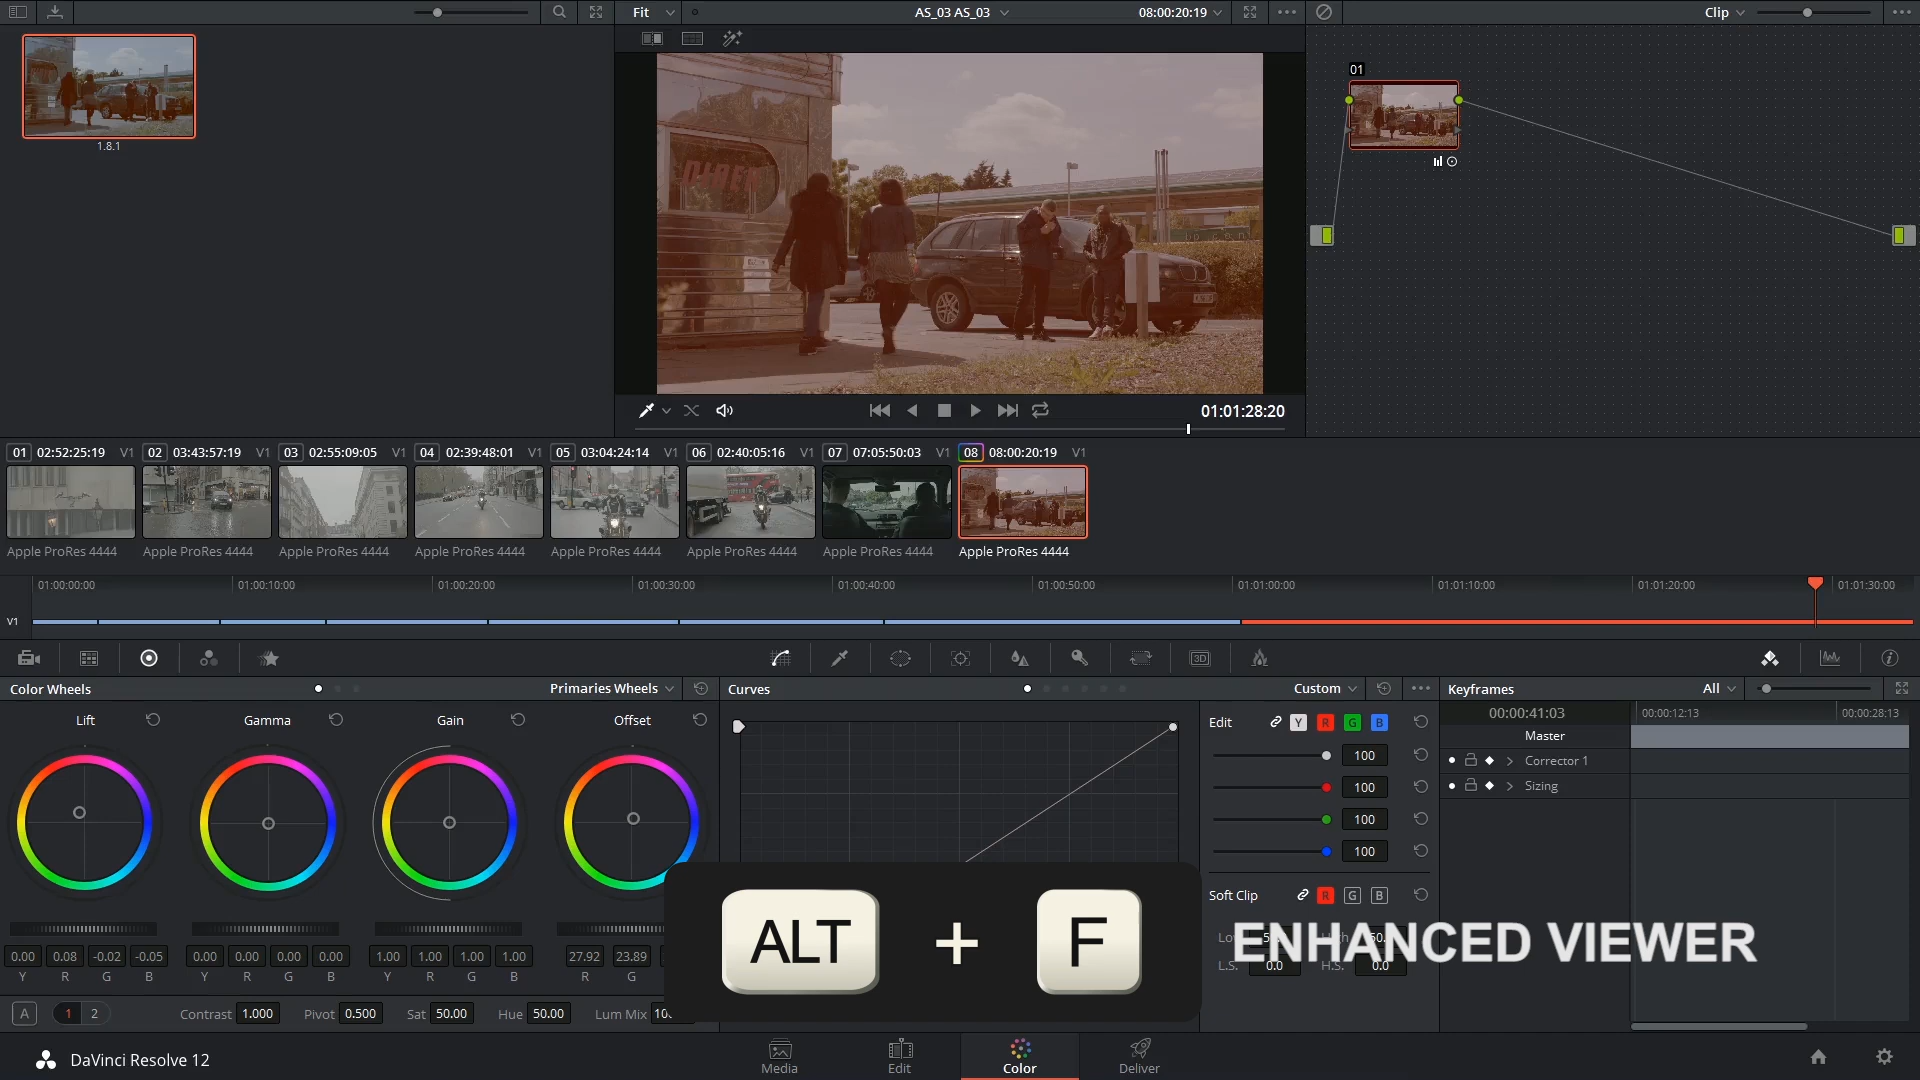 Fit
AS_03 AS_03
08:00:20:19
Clip
1.8.1
01
DINER
01:01:28:20
01 02:52:25:19 V1 02 03:43:57:19 V1 03 02:55:09:05 V1 04 02:39:48:01 V1 05 03:04:24:14 V1 06 02:40:05:16 V1 07 07:05:50:03 V1 08 08:00:20:19 V1
Apple ProRes 4444 Apple ProRes 4444 Apple ProRes 4444 Apple ProRes 4444 Apple ProRes 4444 Apple ProRes 4444 Apple ProRes 4444 Apple ProRes 4444
01:00:00:00 01:00:10:00 01:00:20:00 01:00:30:00 01:00:40:00 01:00:50:00 01:01:00:00 01:01:10:00 01:01:20:00 01:01:30:00
V1
3D
Color Wheels
Primaries Wheels
Curves
Custom
Keyframes
All
Lift
Gamma
Gain
Offset
Edit Y R G B
100
100
100
100
00:00:41:03
00:00:12:13
00:00:28:13
Master
Corrector 1
Sizing
Soft Clip R G B
0.00 0.08 -0.02 -0.05
Y R G B
0.00 0.00 0.00 0.00
Y R G B
1.00 1.00 1.00 1.00
Y R G B
27.92 23.89
R G
L.S. 0.0 H.S. 0.0
ALT + F
ENHANCED VIEWER
A 1 2
Contrast 1.000 Pivot 0.500 Sat 50.00 Hue 50.00 Lum Mix
DaVinci Resolve 12
Media
Edit
Color
Deliver